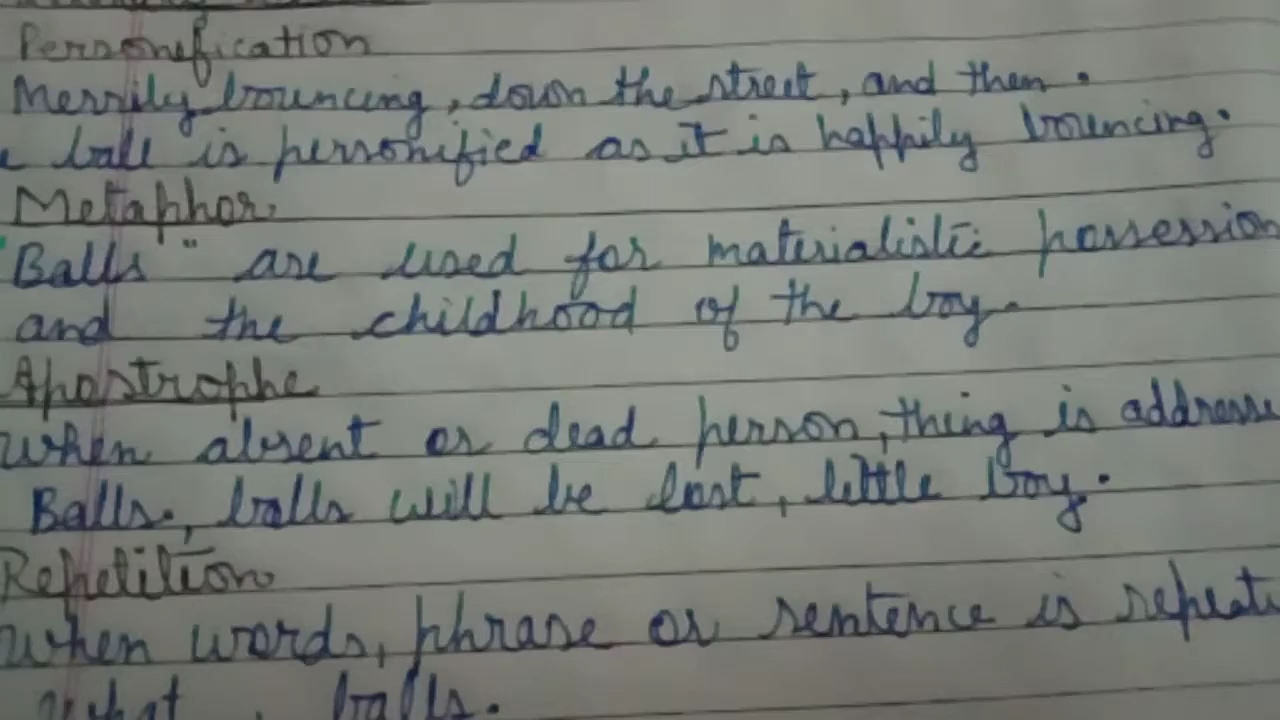 Personification
Merrily bouncing, down the street, and then.
ball is personified as it is happily bouncing.
Metaphor.
"Balls" are used for materialistic possession
and the childhood of the boy.
Apostrophe
when absent or dead person, thing is addresse
Balls, balls will be lost, little boy.
Repetition
when words, phrase or sentence is repeat
what balls.